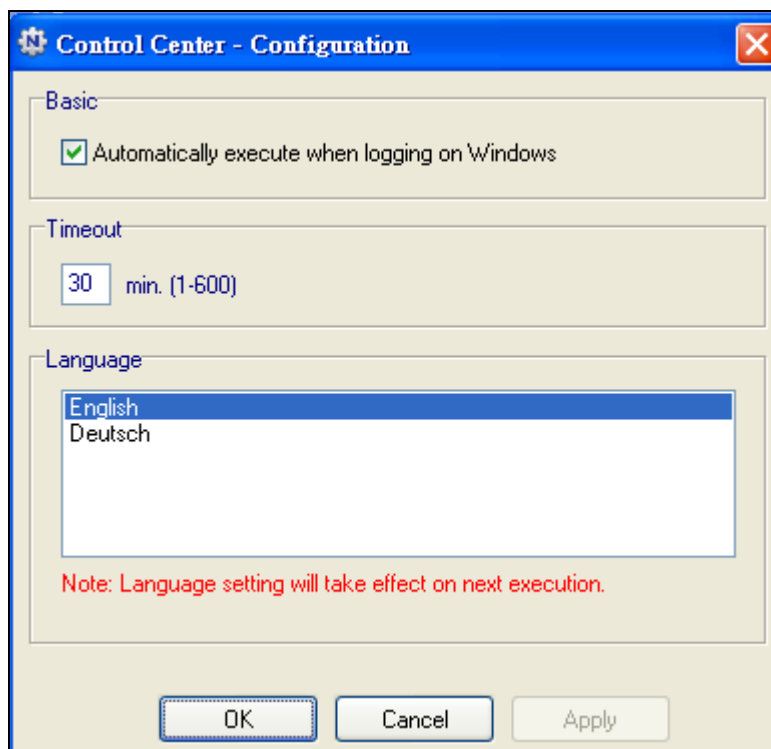 Control Center - Configuration
Basic
Automatically execute when logging on Windows
Timeout
30 min. (1-600)
Language
English
Deutsch
Note: Language setting will take effect on next execution.
OK Cancel Apply